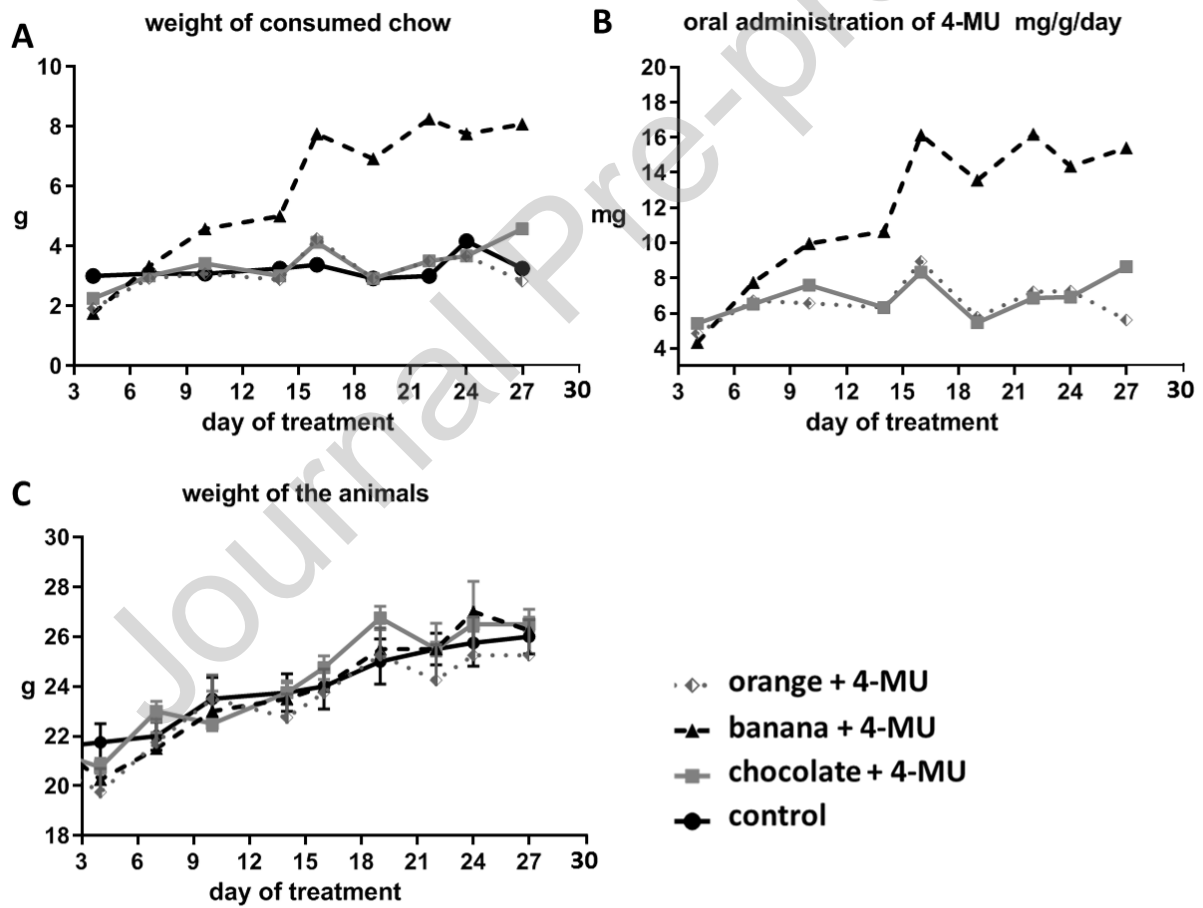 A
weight of consumed chow
10
8
6
4
2
0
g
3 6 9 12 15 18 21 24 27 30
day of treatment
B
oral administration of 4-MU mg/g/day
20
18
16
14
12
10
8
6
4
mg
3 6 9 12 15 18 21 24 27 30
day of treatment
C
weight of the animals
30
28
26
24
22
20
18
g
3 6 9 12 15 18 21 24 27 30
day of treatment
orange + 4-MU
banana + 4-MU
chocolate + 4-MU
control
Journal Pre-pr